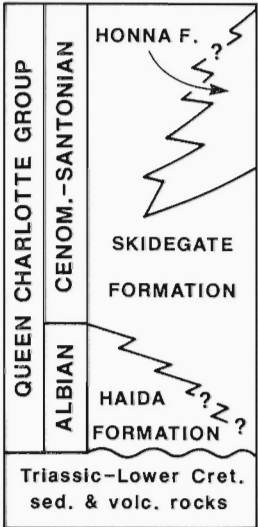 QUEEN CHARLOTTE GROUP
CENOM.-SANTONIAN
ALBIAN
HONNA F.
?
SKIDEGATE
FORMATION
HAIDA ?
FORMATION ?
Triassic-Lower Cret.
sed. & volc. rocks